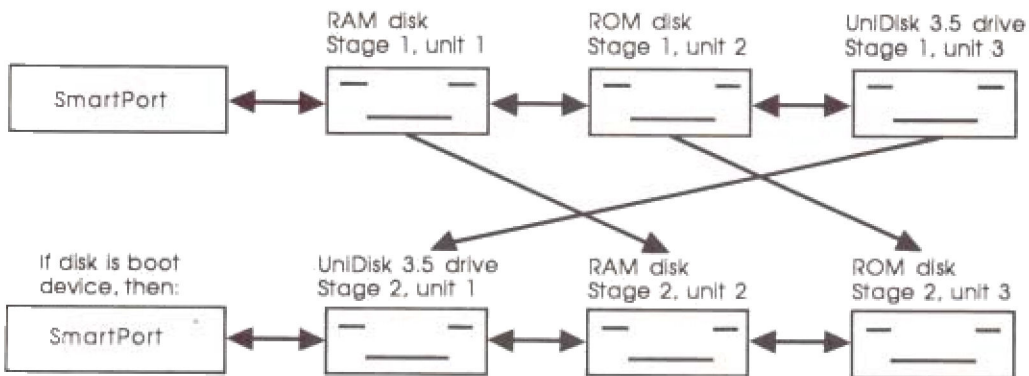 RAM disk
Stage 1, unit 1
ROM disk
Stage 1, unit 2
UniDisk 3.5 drive
Stage 1, unit 3
SmartPort
If disk is boot
device, then:
UniDisk 3.5 drive
Stage 2, unit 1
RAM disk
Stage 2, unit 2
ROM disk
Stage 2, unit 3
SmartPort